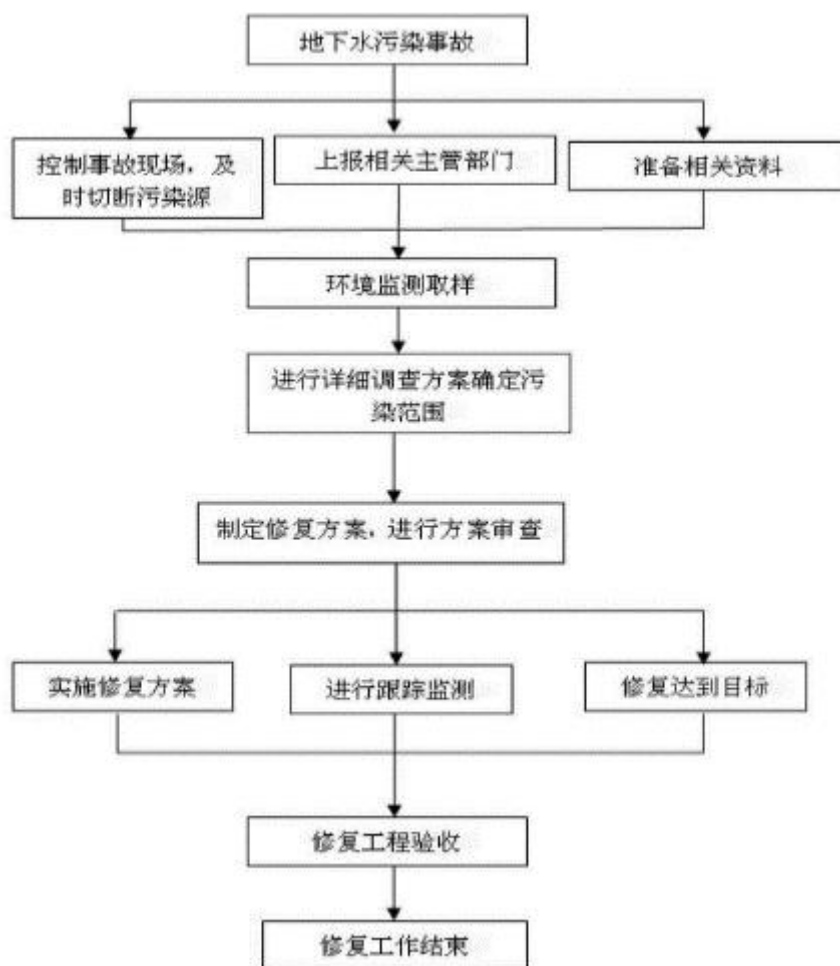 地下水污染事故
控制事故现场，及
时切断污染源
上报相关主管部门
准备相关资料
环境监测取样
进行详细调查方案确定污
染范围
制定修复方案，进行方案审查
实施修复方案
进行跟踪监测
修复达到目标
修复工程验收
修复工作结束